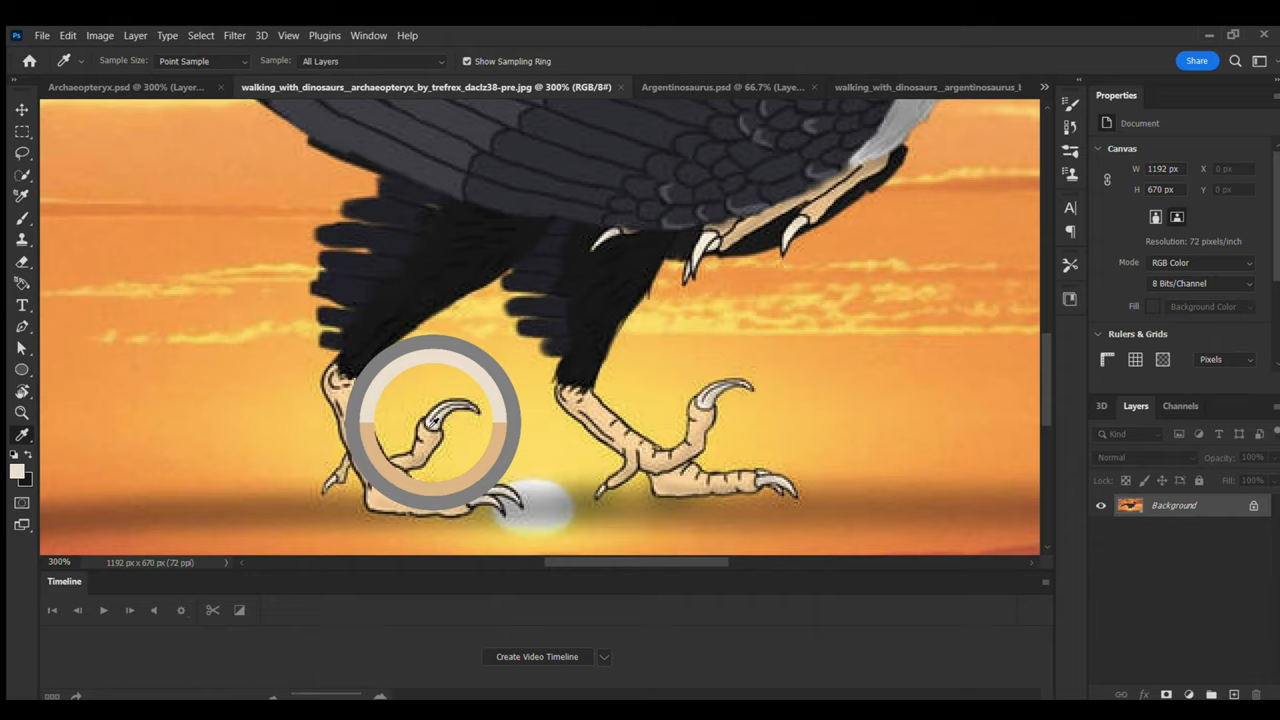 Ps File Edit Image Layer Type Select Filter 3D View Plugins Window Help
Sample Size: Point Sample Sample: All Layers Show Sampling Ring Share
Archaeopteryx.psd @ 300% (Layer... walking_with_dinosaurs__archaeopteryx_by_trefrex_daclz38-pre.jpg @ 300% (RGB/8#) Argentinosaurus.psd @ 66.7% (Laye... walking_with_dinosaurs__argentinosaurus_l
Properties
Document
Canvas
W 1192 px X 0 px
H 670 px Y 0 px
Resolution: 72 pixels/inch
Mode RGB Color
8 Bits/Channel
Fill Background Color
Rulers & Grids
Pixels
3D Layers Channels
Kind
Normal Opacity: 100%
Lock: Fill: 100%
Background
300% 1192 px x 670 px (72 ppi)
Timeline
Create Video Timeline